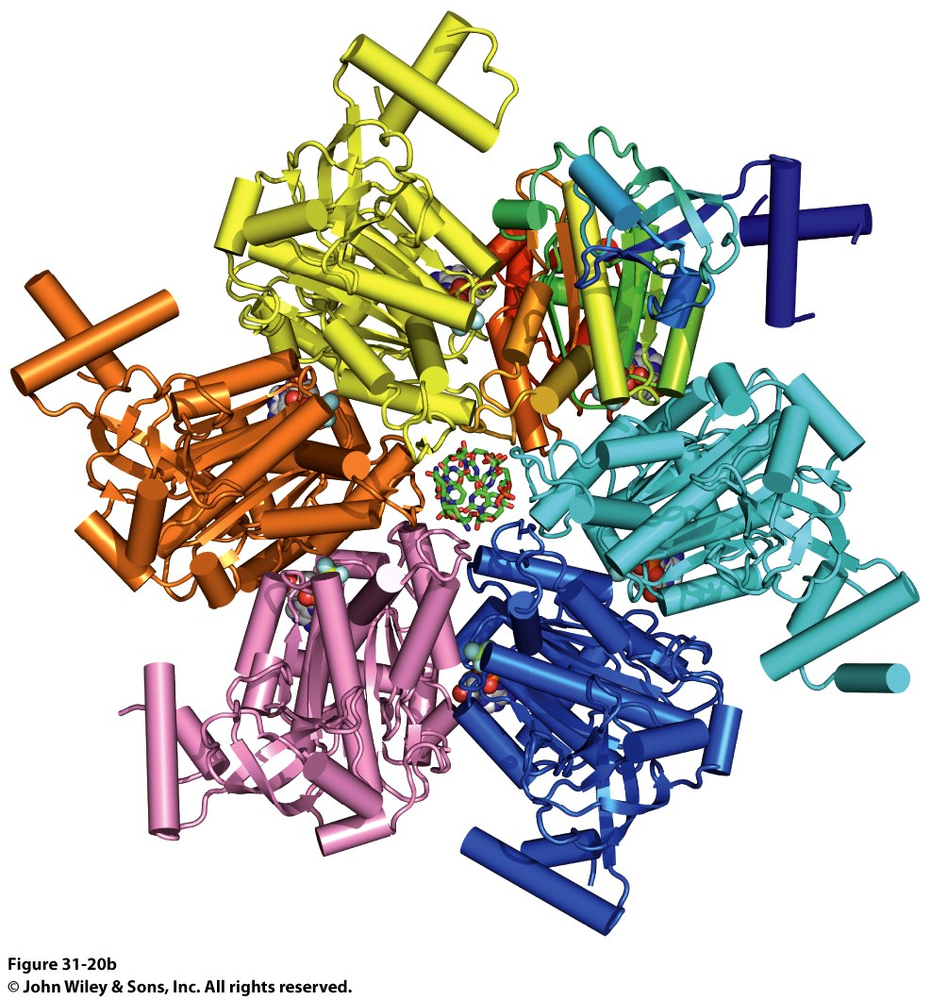 Figure 31-20b
© John Wiley & Sons, Inc. All rights reserved.